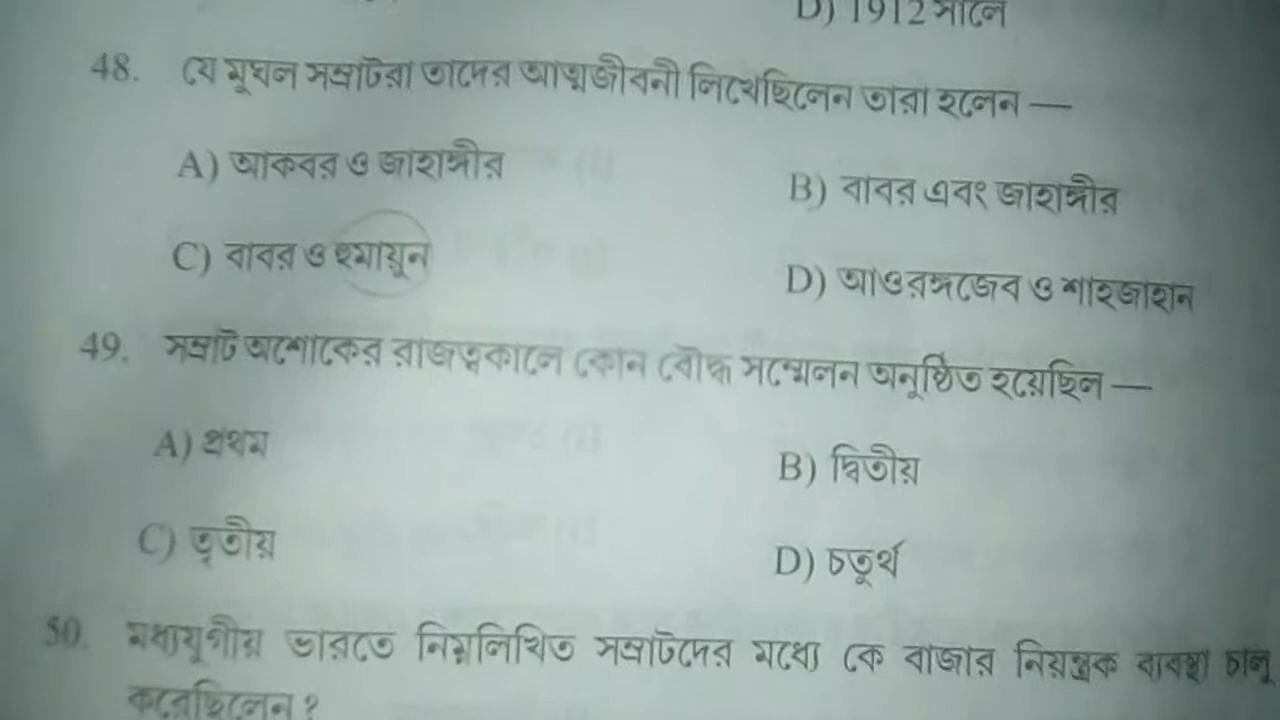 D) 1912 সালে
48. যে মুঘল সম্রাটরা তাদের আত্মজীবনী লিখেছিলেন তারা হলেন —
A) আকবর ও জাহাঙ্গীর
B) বাবর এবং জাহাঙ্গীর
C) বাবর ও হুমায়ুন
D) আওরঙ্গজেব ও শাহজাহান
49. সম্রাট অশোকের রাজত্বকালে কোন বৌদ্ধ সম্মেলন অনুষ্ঠিত হয়েছিল —
A) প্রথম
B) দ্বিতীয়
C) তৃতীয়
D) চতুর্থ
50. মধ্যযুগীয় ভারতে নিম্নলিখিত সম্রাটদের মধ্যে কে বাজার নিয়ন্ত্রক ব্যবস্থা চালু
করেছিলেন ?